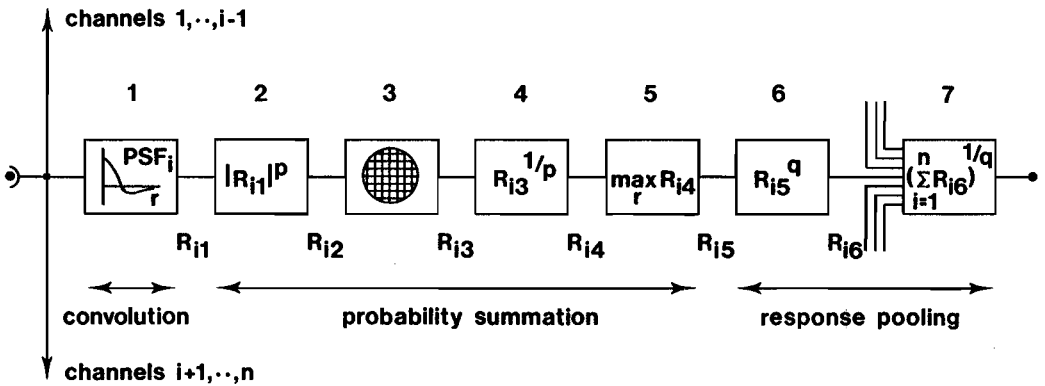 channels 1,··,i-1
1 2 3 4 5 6 7
PSFi
r
|Ri1|^p
Ri3^1/p
max Ri4
r
Ri5^q
n 1/q
(ΣRi6)
i=1
Ri1 Ri2 Ri3 Ri4 Ri5 Ri6
convolution probability summation response pooling
channels i+1,··,n